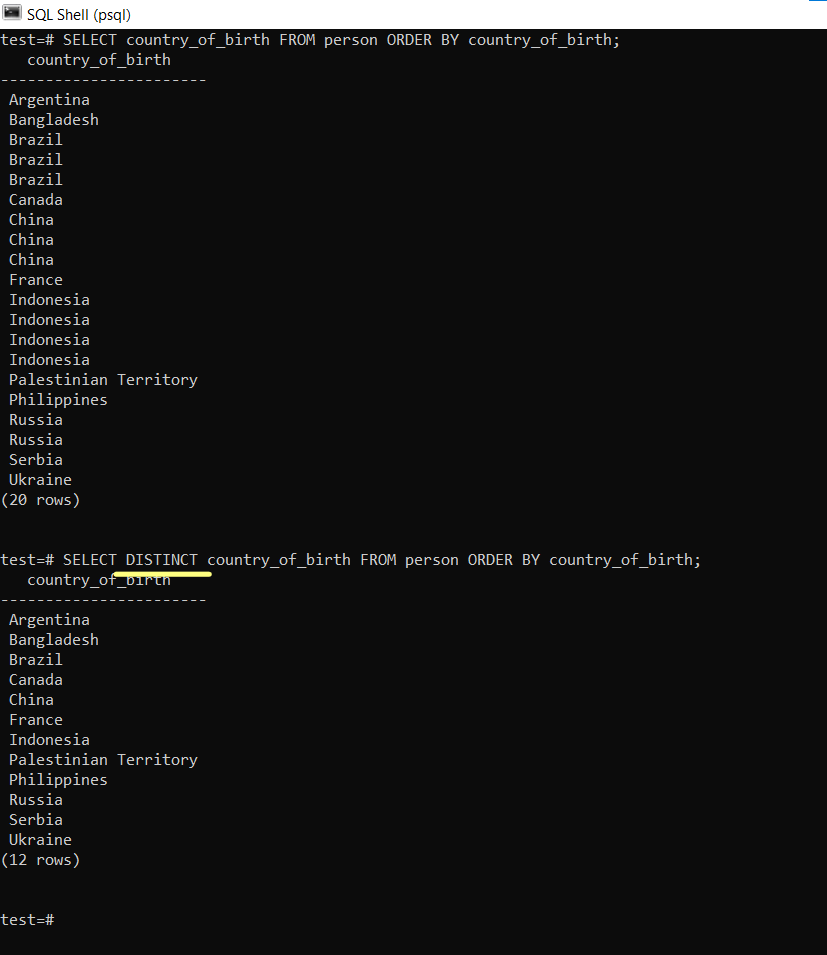 SQL Shell (psql)
test=# SELECT country_of_birth FROM person ORDER BY country_of_birth;
country_of_birth
-----------------------
Argentina
Bangladesh
Brazil
Brazil
Brazil
Canada
China
China
China
France
Indonesia
Indonesia
Indonesia
Indonesia
Palestinian Territory
Philippines
Russia
Russia
Serbia
Ukraine
(20 rows)
test=# SELECT DISTINCT country_of_birth FROM person ORDER BY country_of_birth;
country_of_birth
-----------------------
Argentina
Bangladesh
Brazil
Canada
China
France
Indonesia
Palestinian Territory
Philippines
Russia
Serbia
Ukraine
(12 rows)
test=#